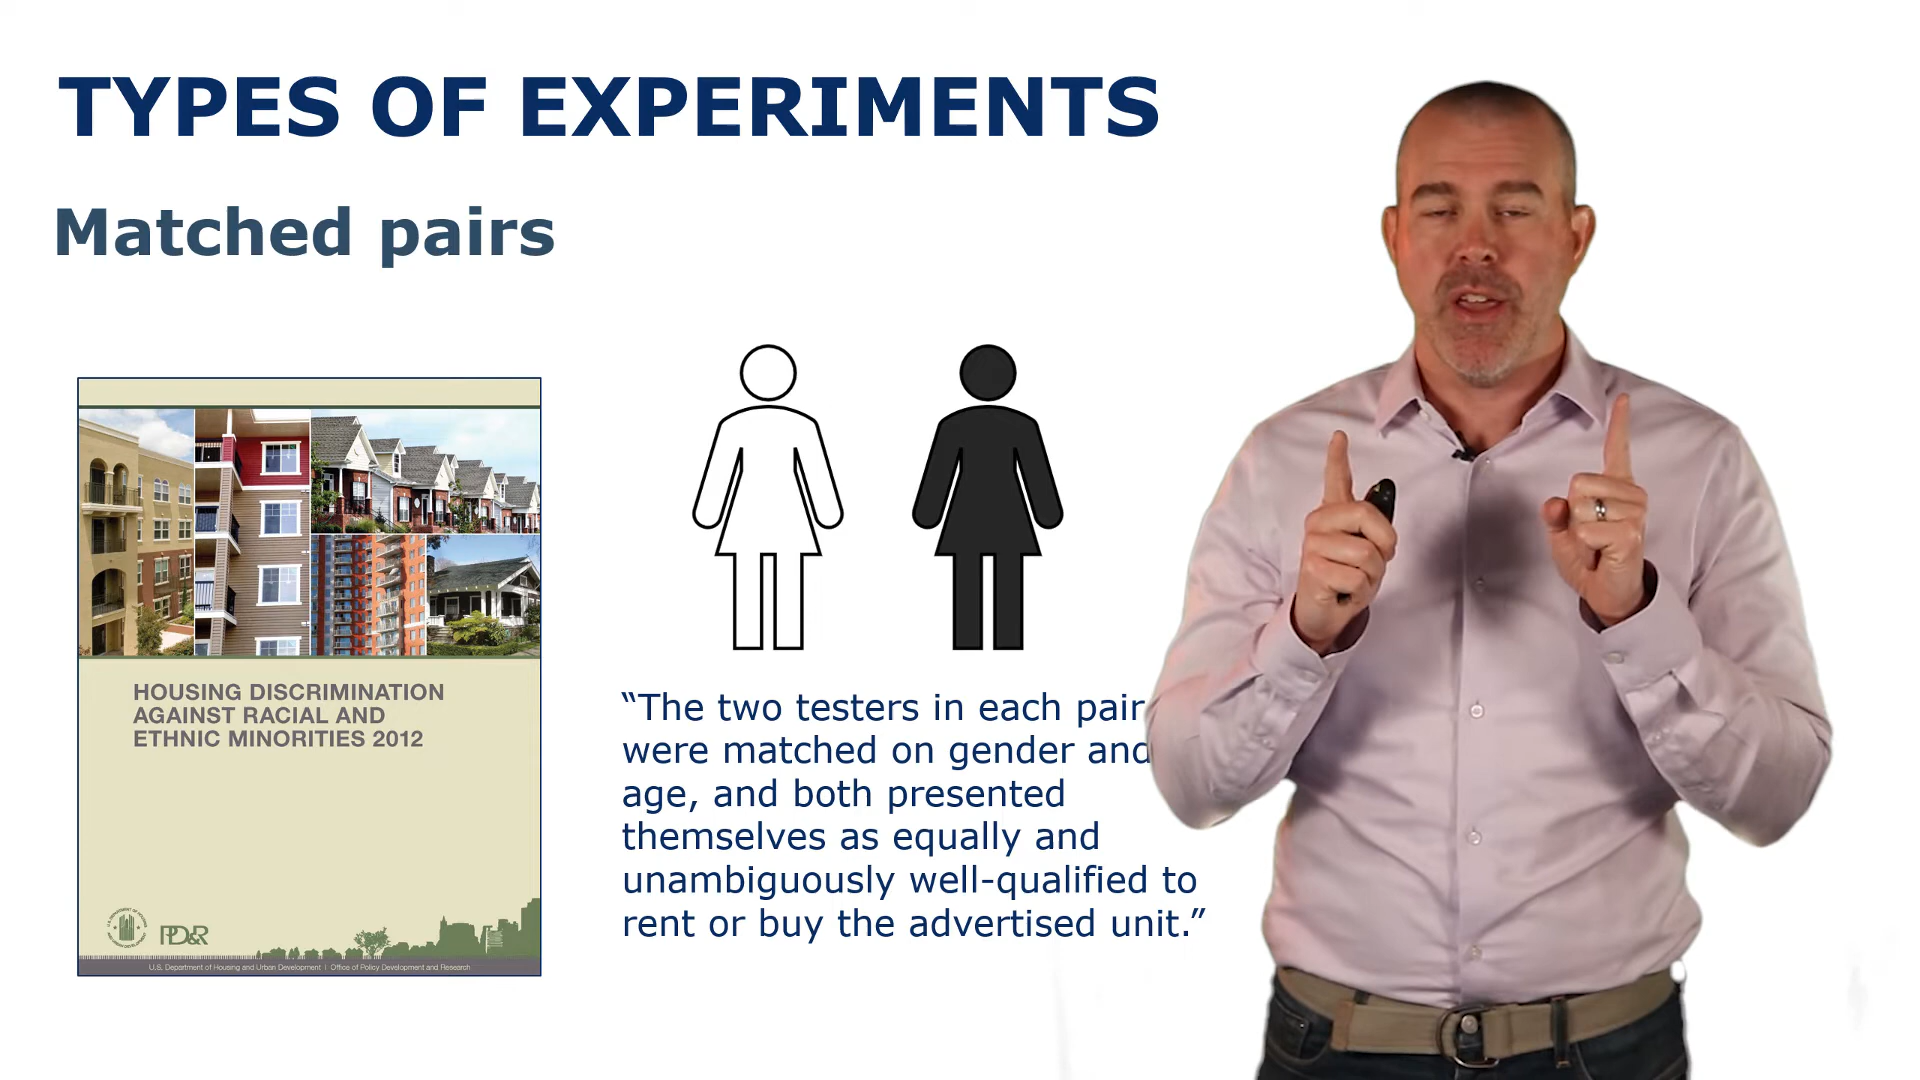 TYPES OF EXPERIMENTS
Matched pairs
HOUSING DISCRIMINATION
AGAINST RACIAL AND
ETHNIC MINORITIES 2012
PD&R
U.S. Department of Housing and Urban Development | Office of Policy Development and Research
“The two testers in each pair
were matched on gender and
age, and both presented
themselves as equally and
unambiguously well-qualified to
rent or buy the advertised unit.”